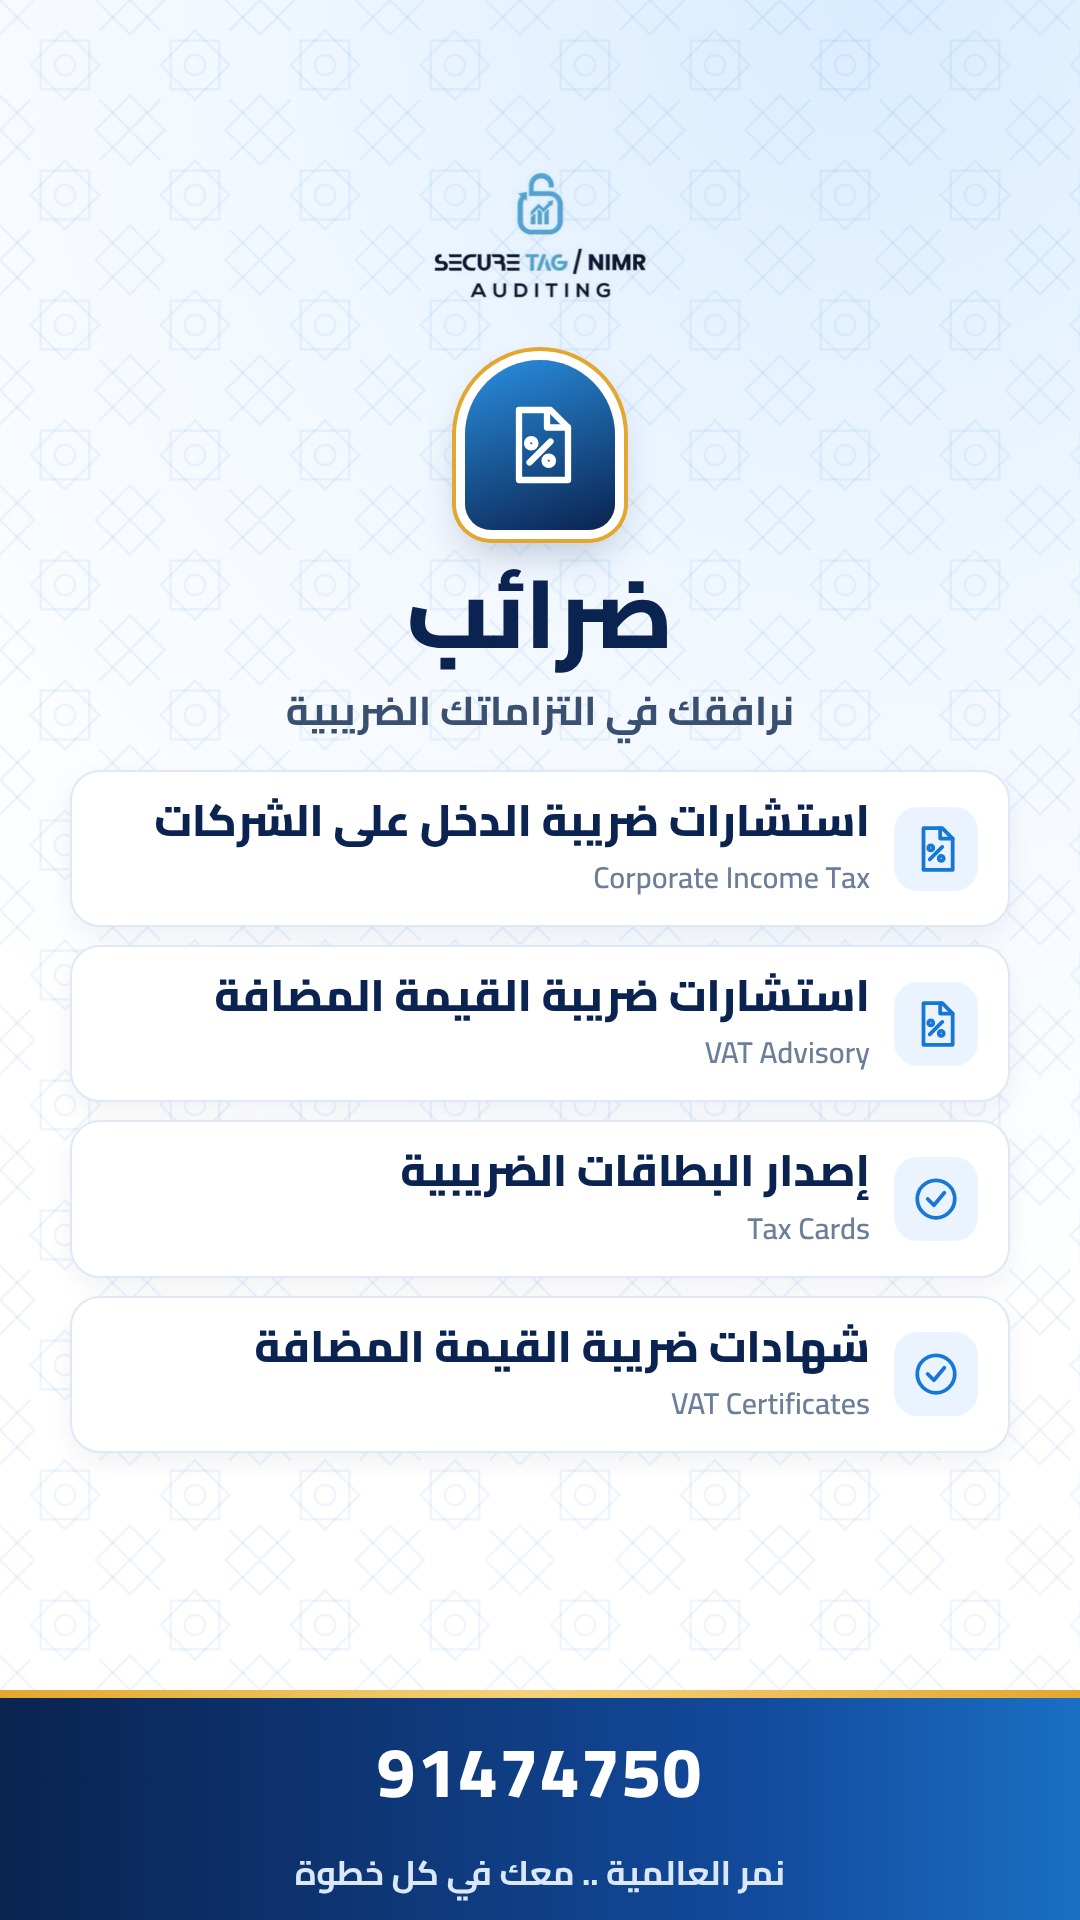 SECURE TAG / NIMR
AUDITING
ضرائب
نرافقك في التزاماتك الضريبية
استشارات ضريبة الدخل على الشركات
Corporate Income Tax
استشارات ضريبة القيمة المضافة
VAT Advisory
إصدار البطاقات الضريبية
Tax Cards
شهادات ضريبة القيمة المضافة
VAT Certificates
91474750
نمر العالمية .. معك في كل خطوة